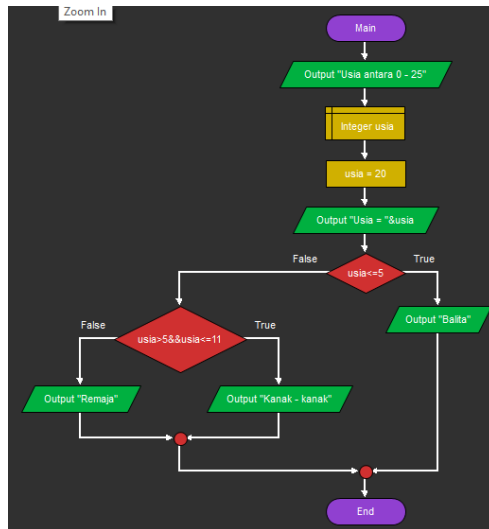 Zoom In
Main
Output "Usia antara 0 - 25"
Integer usia
usia = 20
Output "Usia = "&usia
False
True
usia<=5
Output "Balita"
False
True
usia>5&&usia<=11
Output "Remaja"
Output "Kanak - kanak"
End